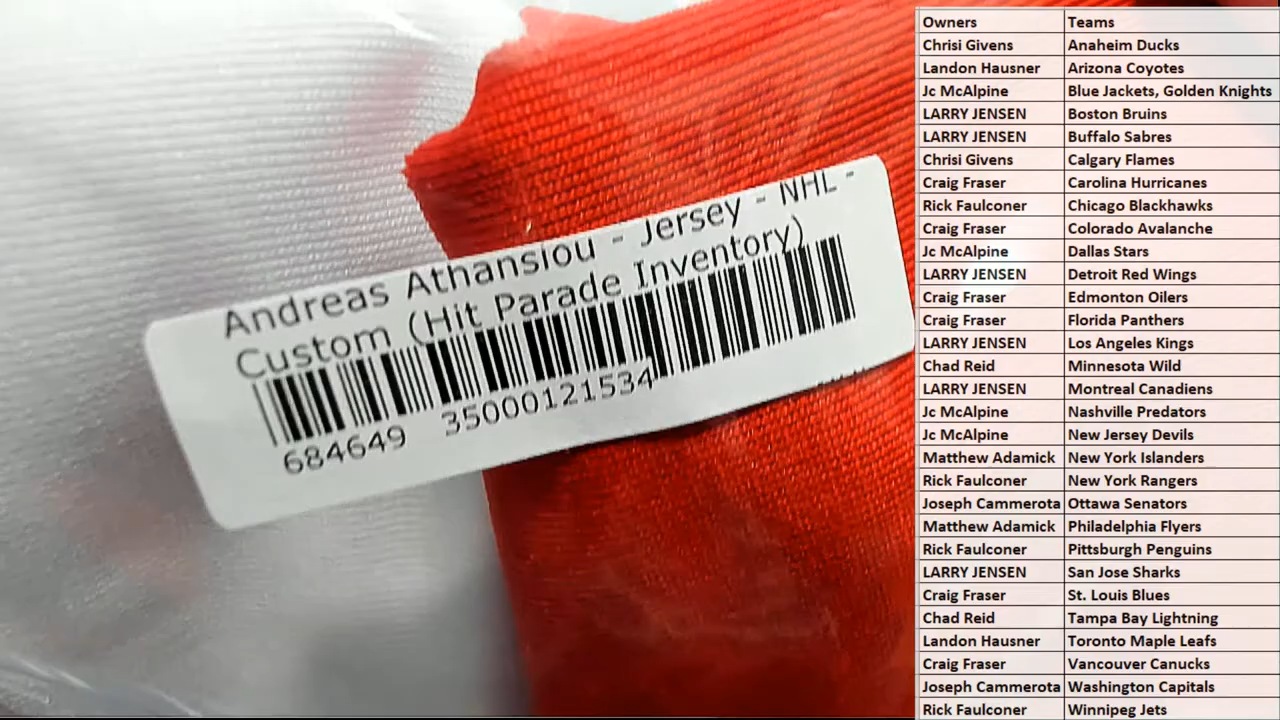 Andreas Athansiou - Jersey - NHL -
Custom (Hit Parade Inventory)
684649 35000121534
Owners Teams
Chrisi Givens Anaheim Ducks
Landon Hausner Arizona Coyotes
Jc McAlpine Blue Jackets, Golden Knights
LARRY JENSEN Boston Bruins
LARRY JENSEN Buffalo Sabres
Chrisi Givens Calgary Flames
Craig Fraser Carolina Hurricanes
Rick Faulconer Chicago Blackhawks
Craig Fraser Colorado Avalanche
Jc McAlpine Dallas Stars
LARRY JENSEN Detroit Red Wings
Craig Fraser Edmonton Oilers
Craig Fraser Florida Panthers
LARRY JENSEN Los Angeles Kings
Chad Reid Minnesota Wild
LARRY JENSEN Montreal Canadiens
Jc McAlpine Nashville Predators
Jc McAlpine New Jersey Devils
Matthew Adamick New York Islanders
Rick Faulconer New York Rangers
Joseph Cammerota Ottawa Senators
Matthew Adamick Philadelphia Flyers
Rick Faulconer Pittsburgh Penguins
LARRY JENSEN San Jose Sharks
Craig Fraser St. Louis Blues
Chad Reid Tampa Bay Lightning
Landon Hausner Toronto Maple Leafs
Craig Fraser Vancouver Canucks
Joseph Cammerota Washington Capitals
Rick Faulconer Winnipeg Jets